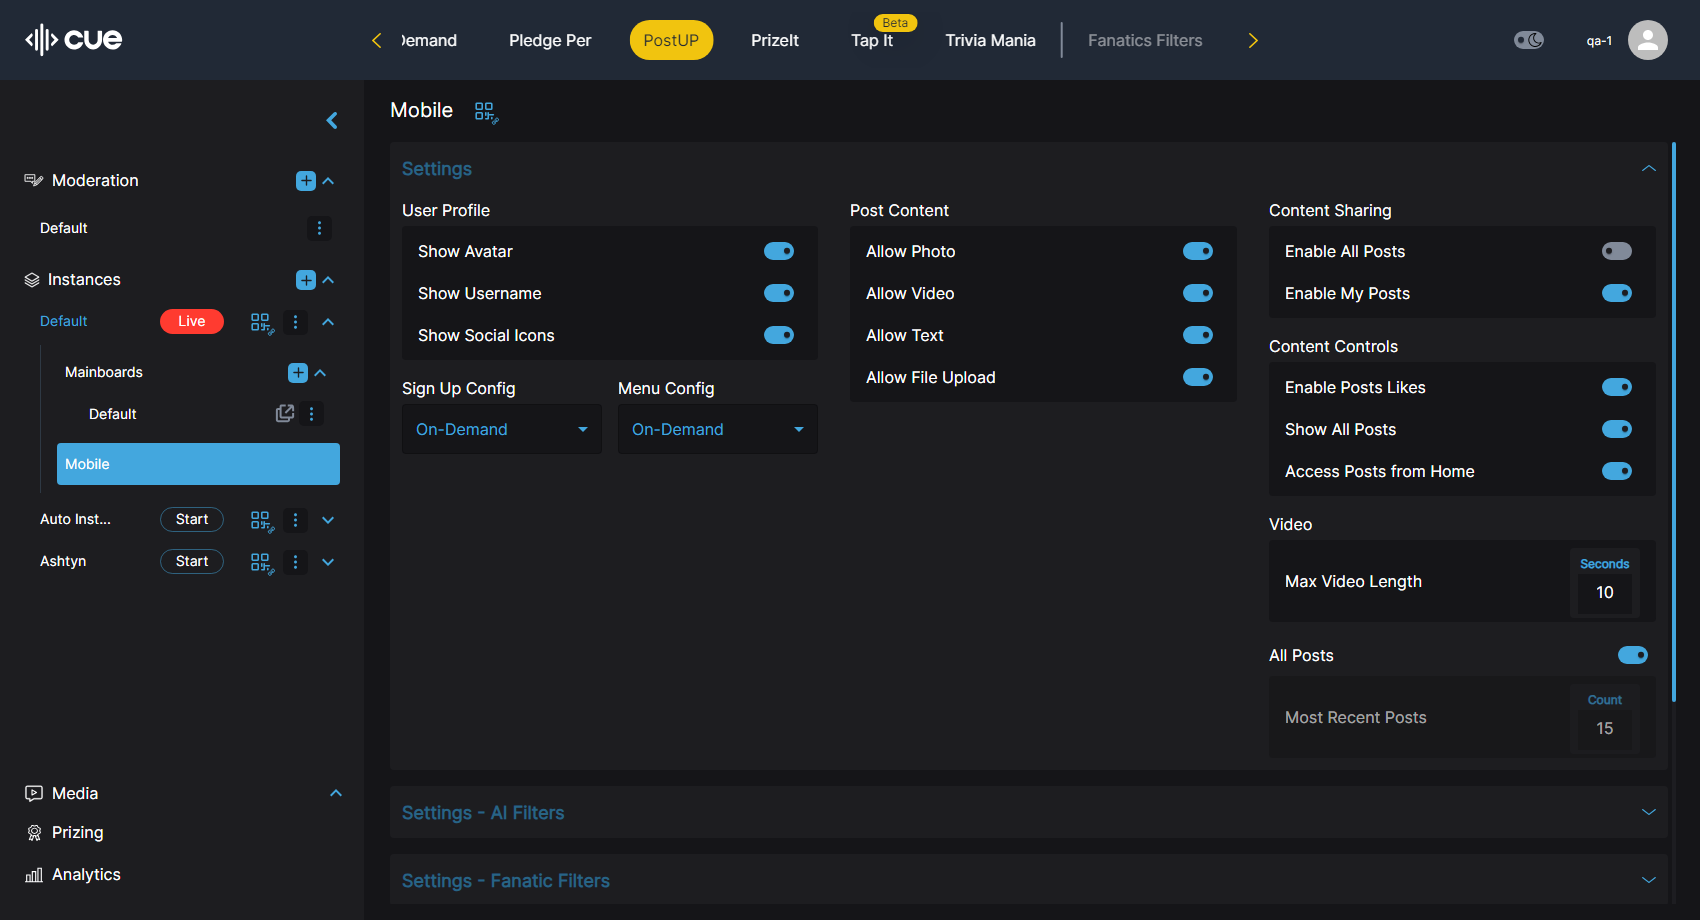 cue
Demand
Pledge Per
PostUP
PrizeIt
Beta
Tap It
Trivia Mania
Fanatics Filters
qa-1
Moderation
Default
Instances
Default
Live
Mainboards
Default
Mobile
Auto Inst...
Start
Ashtyn
Start
Media
Prizing
Analytics
Mobile
Settings
User Profile
Show Avatar
Show Username
Show Social Icons
Sign Up Config
On-Demand
Menu Config
On-Demand
Post Content
Allow Photo
Allow Video
Allow Text
Allow File Upload
Content Sharing
Enable All Posts
Enable My Posts
Content Controls
Enable Posts Likes
Show All Posts
Access Posts from Home
Video
Max Video Length
Seconds
10
All Posts
Most Recent Posts
Count
15
Settings - AI Filters
Settings - Fanatic Filters